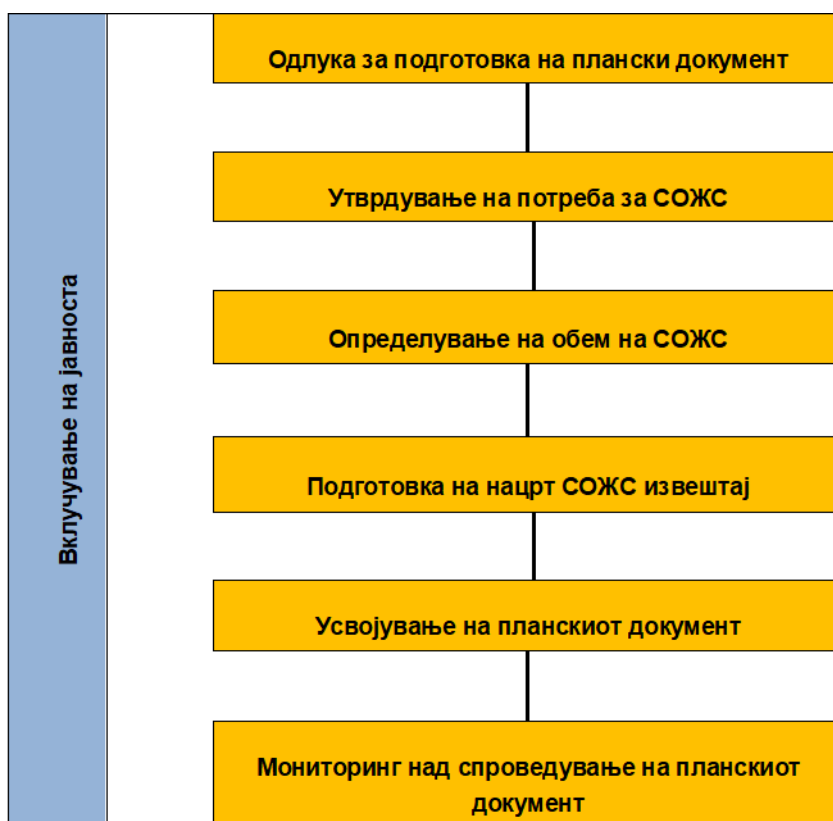 Вклучување на јавноста
Одлука за подготовка на плански документ
Утврдување на потреба за СОЖС
Определување на обем на СОЖС
Подготовка на нацрт СОЖС извештај
Усвојување на планскиот документ
Мониторинг над спроведување на планскиот
документ